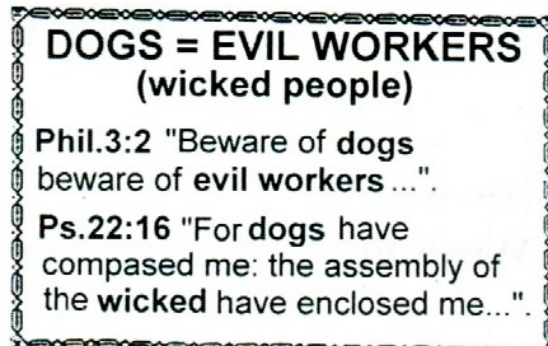 DOGS = EVIL WORKERS
(wicked people)
Phil.3:2 "Beware of dogs
beware of evil workers ...".
Ps.22:16 "For dogs have
compased me: the assembly of
the wicked have enclosed me...".